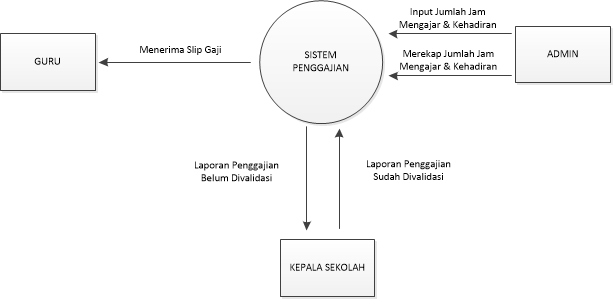 GURU
Menerima Slip Gaji
SISTEM
PENGGAJIAN
Input Jumlah Jam
Mengajar & Kehadiran
Merekap Jumlah Jam
Mengajar & Kehadiran
ADMIN
Laporan Penggajian
Belum Divalidasi
Laporan Penggajian
Sudah Divalidasi
KEPALA SEKOLAH